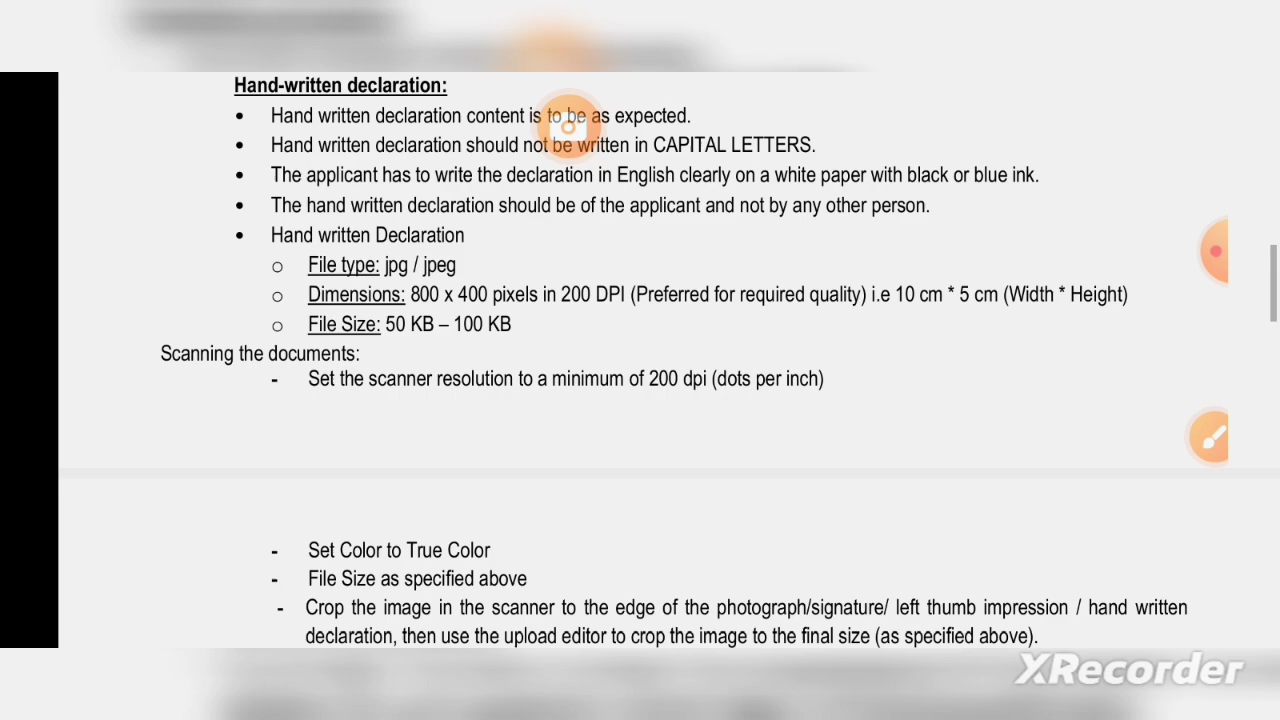 Hand-written declaration:
• Hand written declaration content is to be as expected.
• Hand written declaration should not be written in CAPITAL LETTERS.
• The applicant has to write the declaration in English clearly on a white paper with black or blue ink.
• The hand written declaration should be of the applicant and not by any other person.
• Hand written Declaration
o File type: jpg / jpeg
o Dimensions: 800 x 400 pixels in 200 DPI (Preferred for required quality) i.e 10 cm * 5 cm (Width * Height)
o File Size: 50 KB – 100 KB
Scanning the documents:
- Set the scanner resolution to a minimum of 200 dpi (dots per inch)
- Set Color to True Color
- File Size as specified above
- Crop the image in the scanner to the edge of the photograph/signature/ left thumb impression / hand written
declaration, then use the upload editor to crop the image to the final size (as specified above).
XRecorder